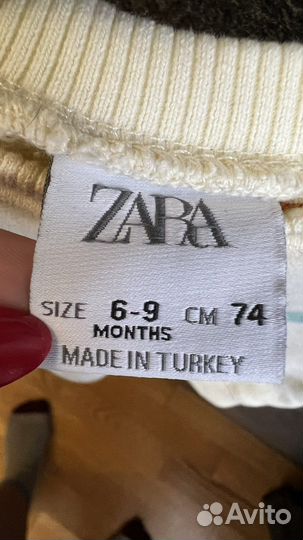 ZARA
SIZE 6-9 CM 74
MONTHS
MADE IN TURKEY
Avito